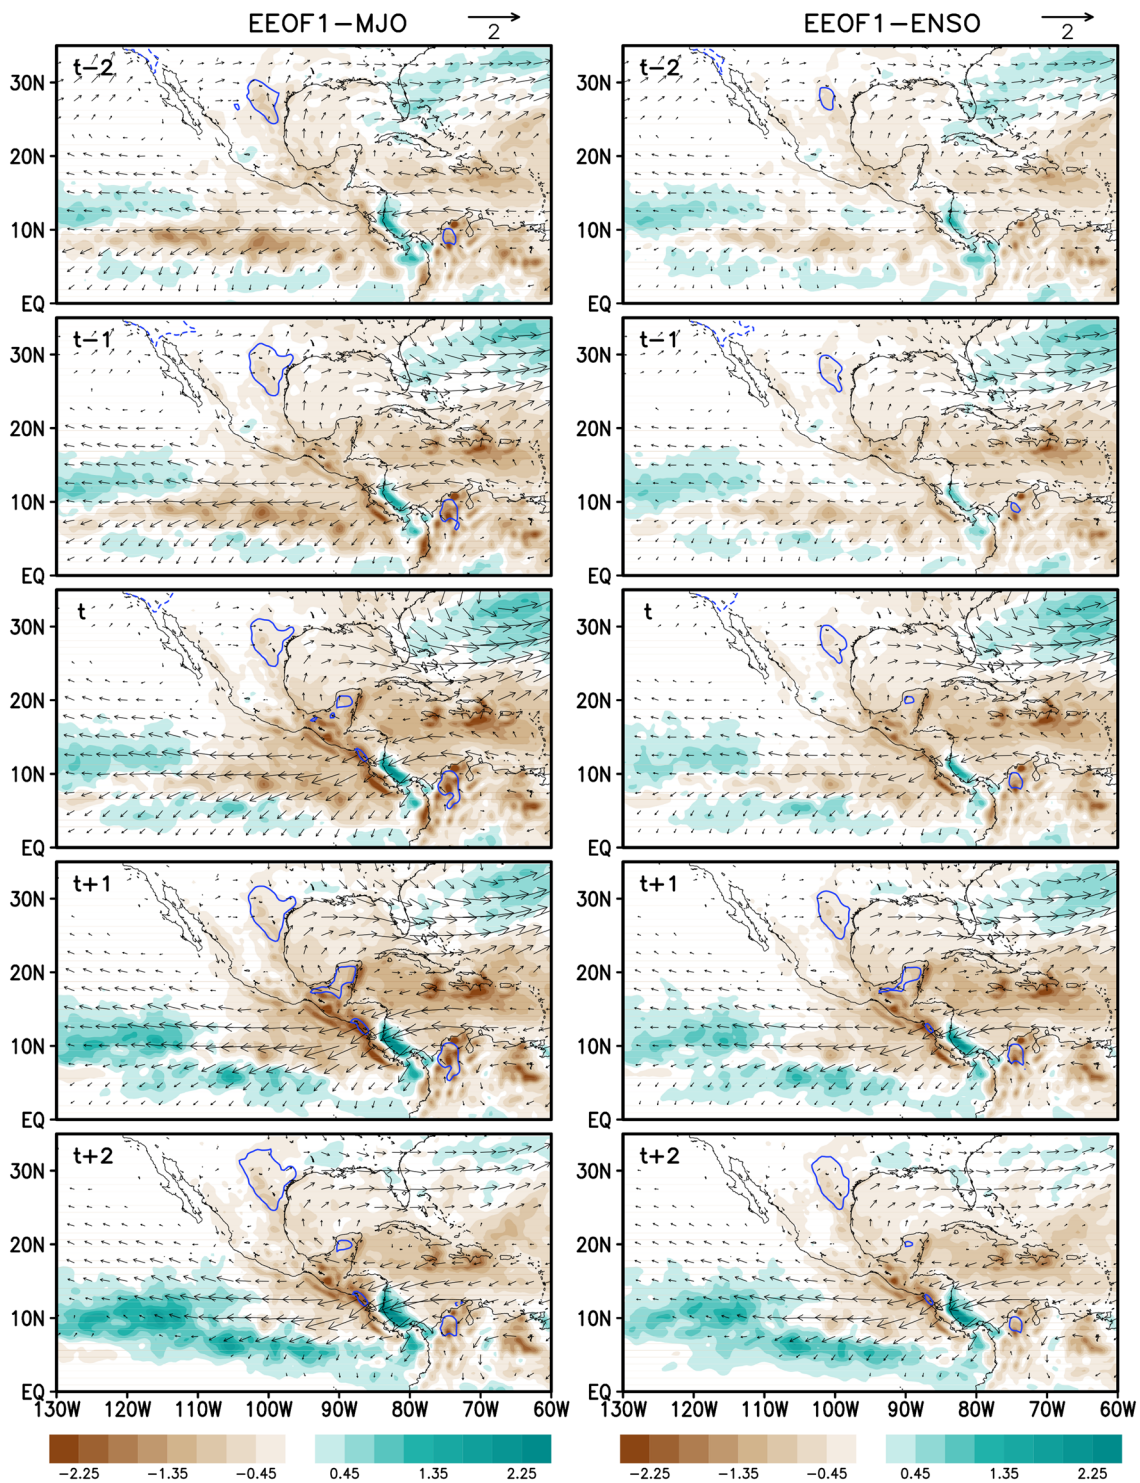 EEOF1−MJO
2
EEOF1−ENSO
2
t−2
t−2
30N
30N
20N
20N
10N
10N
EQ
EQ
t−1
t−1
30N
30N
20N
20N
10N
10N
EQ
EQ
t
t
30N
30N
20N
20N
10N
10N
EQ
EQ
t+1
t+1
30N
30N
20N
20N
10N
10N
EQ
EQ
t+2
t+2
30N
30N
20N
20N
10N
10N
EQ
EQ
130W 120W 110W 100W 90W 80W 70W 60W
130W 120W 110W 100W 90W 80W 70W 60W
−2.25 −1.35 −0.45 0.45 1.35 2.25
−2.25 −1.35 −0.45 0.45 1.35 2.25